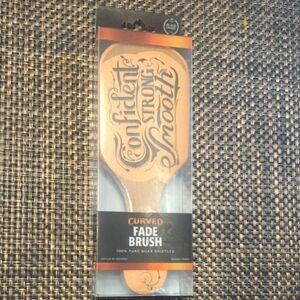 Confident
STRONG
Smooth
CURVED
FADE
BRUSH
100% PURE BOAR BRISTLES